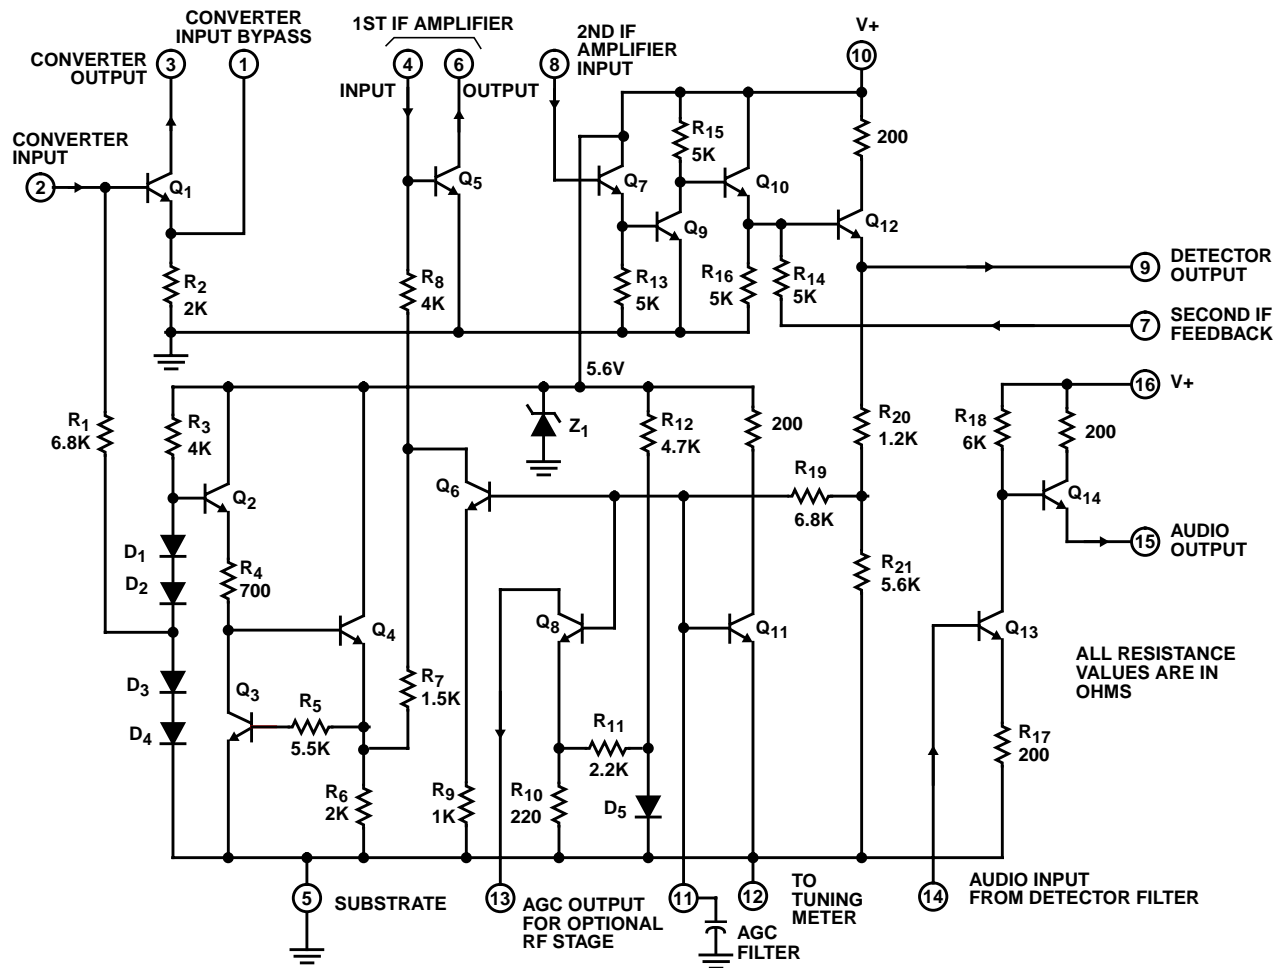 CONVERTER
OUTPUT
3
CONVERTER
INPUT BYPASS
1
1ST IF AMPLIFIER
4
6
INPUT
OUTPUT
8
2ND IF
AMPLIFIER
INPUT
V+
10
CONVERTER
INPUT
2
Q1
Q5
Q7
R15
5K
Q9
Q10
200
Q12
R2
2K
R8
4K
R13
5K
R16
5K
R14
5K
9
DETECTOR
OUTPUT
7
SECOND IF
FEEDBACK
5.6V
R1
6.8K
R3
4K
Z1
R12
4.7K
200
R20
1.2K
16
V+
R18
6K
200
Q2
Q6
R19
6.8K
Q14
D1
D2
R4
700
R21
5.6K
15
AUDIO
OUTPUT
Q4
Q8
Q11
Q13
ALL RESISTANCE
VALUES ARE IN
OHMS
D3
D4
Q3
R5
5.5K
R7
1.5K
R11
2.2K
R17
200
R6
2K
R9
1K
R10
220
D5
5
SUBSTRATE
13
AGC OUTPUT
FOR OPTIONAL
RF STAGE
11
AGC
FILTER
12
TO
TUNING
METER
14
AUDIO INPUT
FROM DETECTOR FILTER